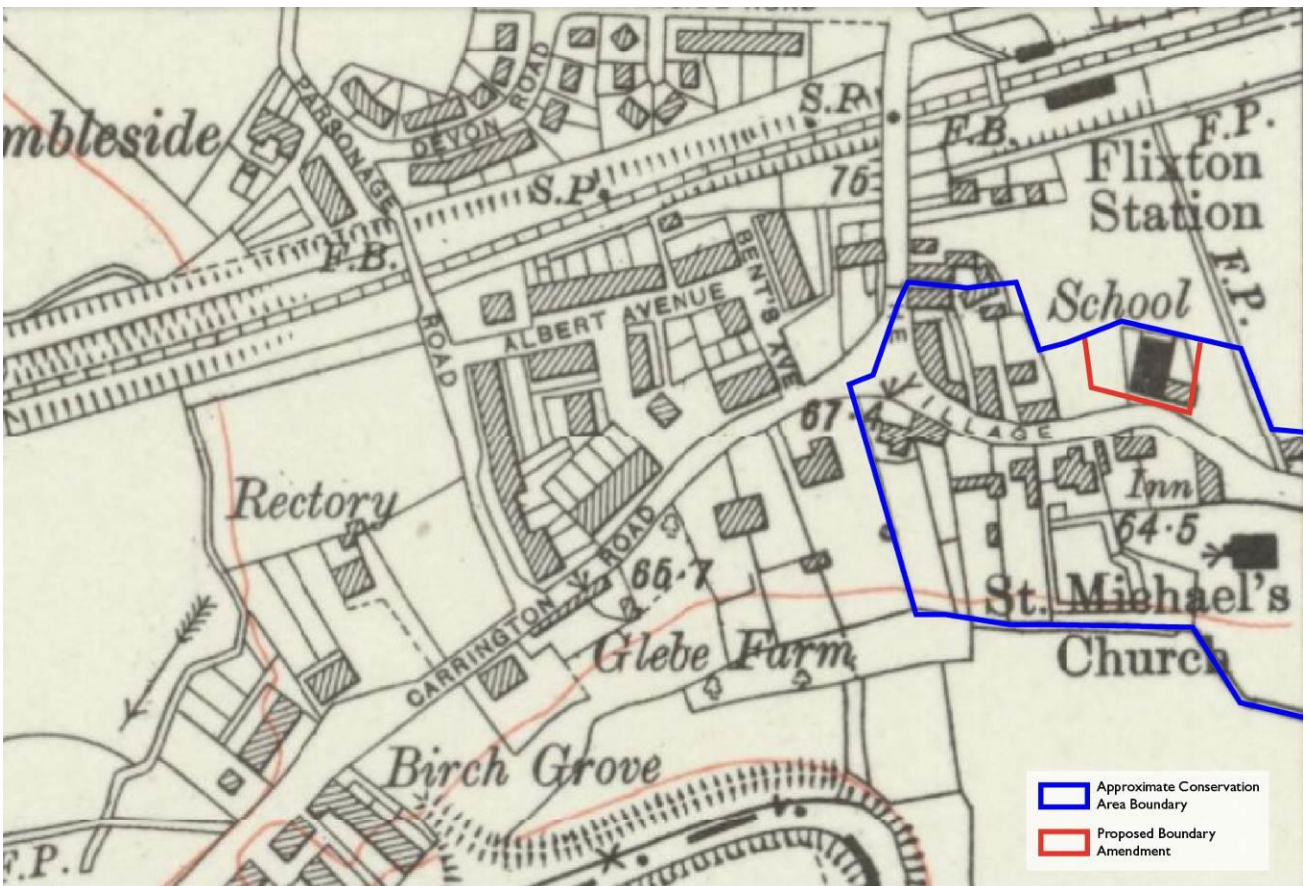 mbleside
PARSONAGE
ROAD
DEVON
ROAD
S.P.
S.P.
F.B.
F.B.
F.P.
F.P.
75
Flixton
Station
School
BENT'S AVE
ALBERT AVENUE
67·4
VILLAGE
Inn
64·5
St. Michael's
Church
Rectory
CARRINGTON ROAD
65·7
Glebe Farm
Birch Grove
F.P.
Approximate Conservation
Area Boundary
Proposed Boundary
Amendment